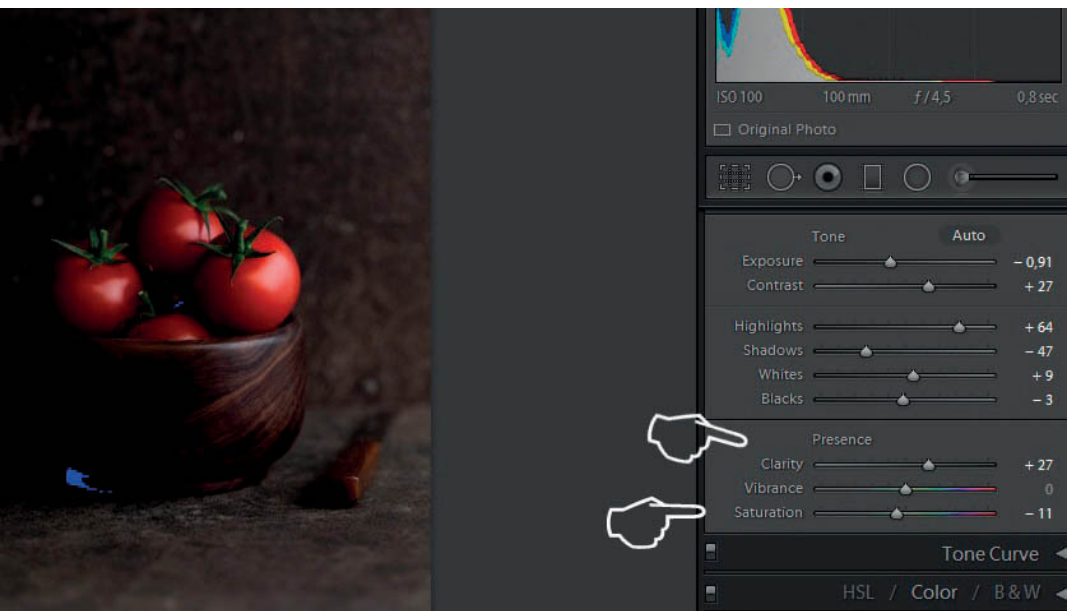 ISO 100 100 mm ƒ / 4,5 0,8 sec
Original Photo
Tone Auto
Exposure – 0,91
Contrast + 27
Highlights + 64
Shadows – 47
Whites + 9
Blacks – 3
Presence
Clarity + 27
Vibrance 0
Saturation – 11
Tone Curve
HSL / Color / B & W